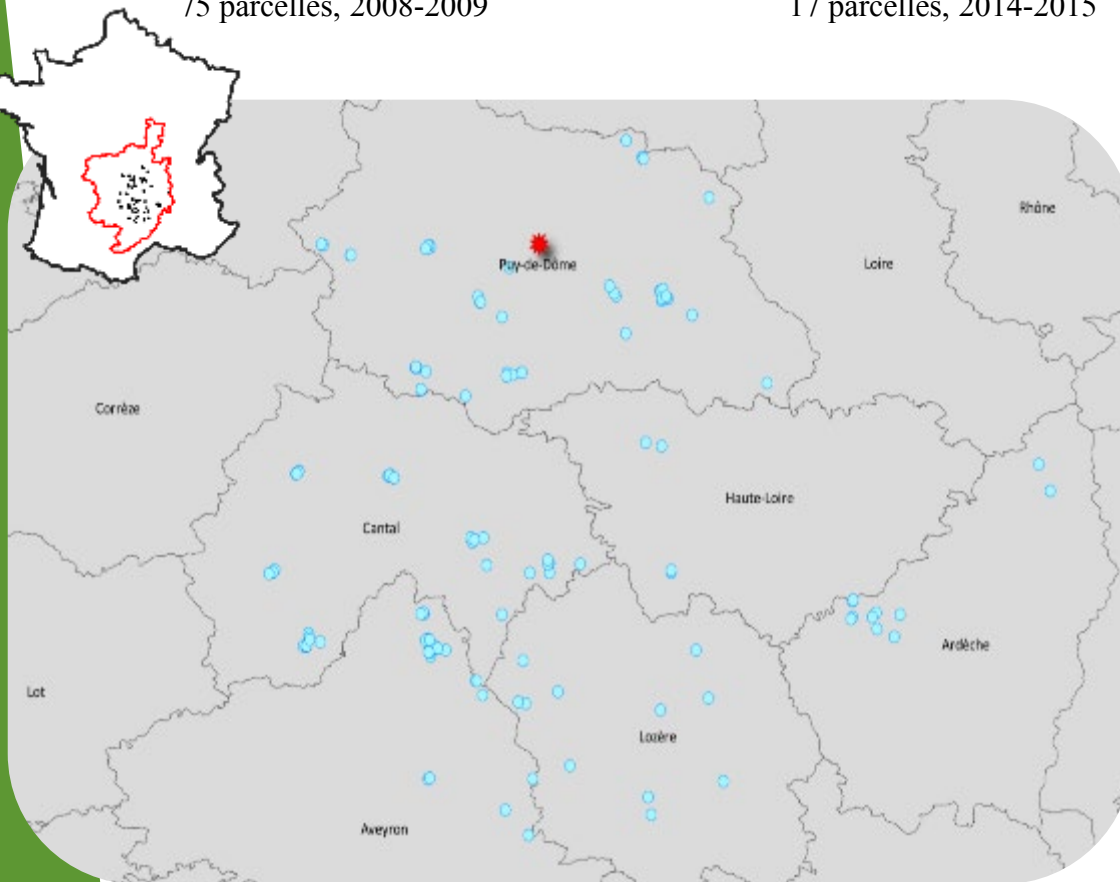 75 parcelles, 2008-2009
17 parcelles, 2014-2015
Rhône
Puy-de-Dôme
Loire
Corrèze
Haute-Loire
Cantal
Ardèche
Lot
Lozère
Aveyron